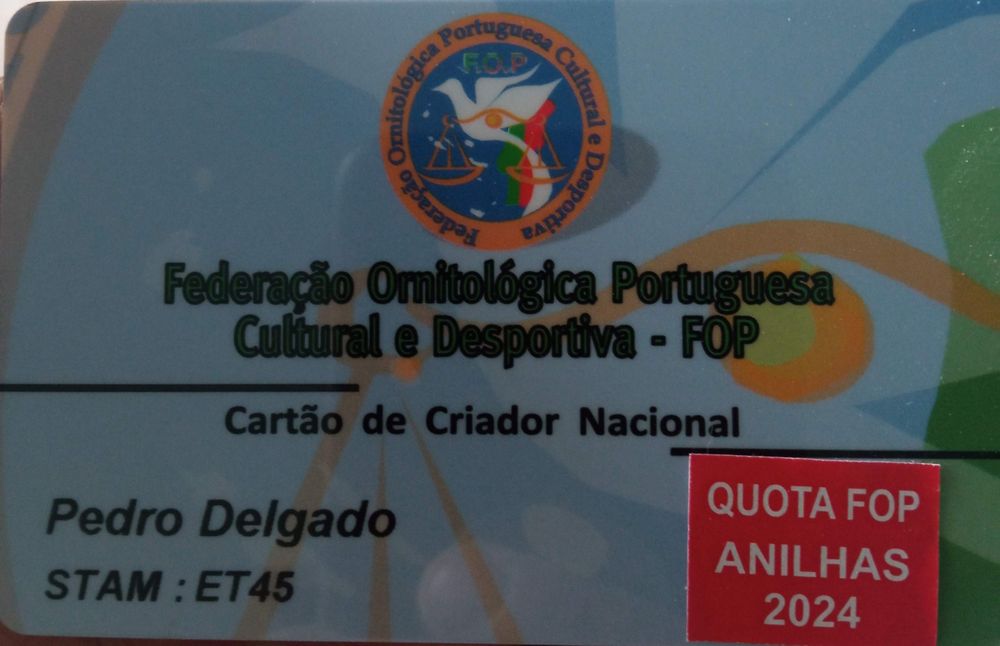 Federação Ornitológica Portuguesa Cultural e Desportiva
F.O.P
Federação Ornitológica Portuguesa
Cultural e Desportiva - FOP
Cartão de Criador Nacional
Pedro Delgado
STAM : ET45
QUOTA FOP
ANILHAS
2024